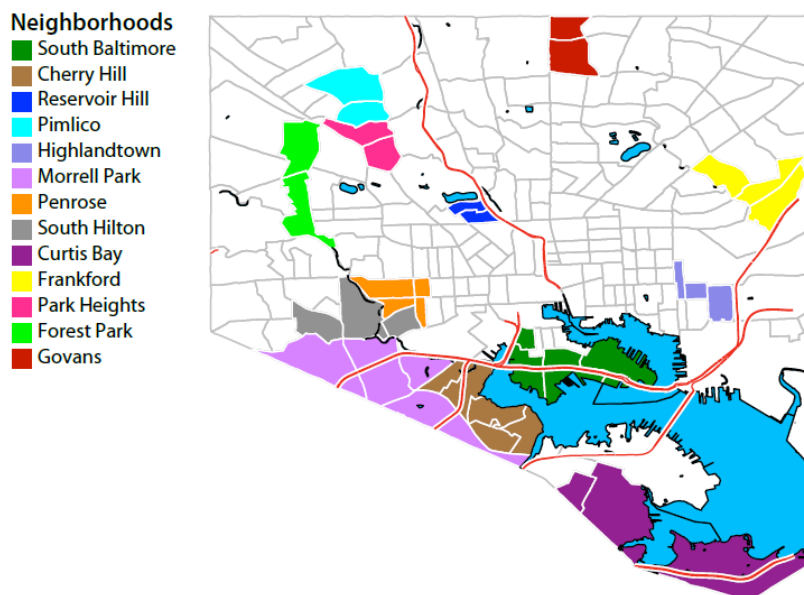 Neighborhoods
South Baltimore
Cherry Hill
Reservoir Hill
Pimlico
Highlandtown
Morrell Park
Penrose
South Hilton
Curtis Bay
Frankford
Park Heights
Forest Park
Govans